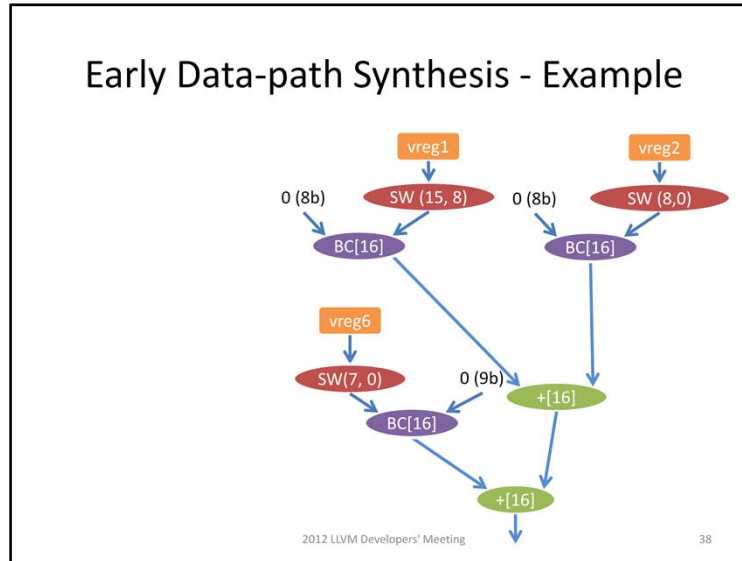 Early Data-path Synthesis - Example
vreg1
vreg2
0 (8b)
SW (15, 8)
0 (8b)
SW (8,0)
BC[16]
BC[16]
vreg6
SW(7, 0)
0 (9b)
+[16]
BC[16]
+[16]
2012 LLVM Developers' Meeting
38